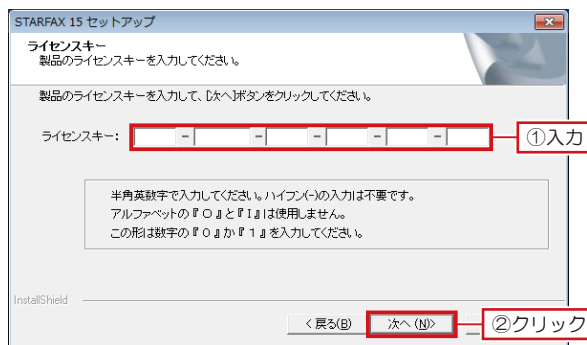 STARFAX 15 セットアップ
ライセンスキー
製品のライセンスキーを入力してください。
製品のライセンスキーを入力して、[次へ]ボタンをクリックしてください。
ライセンスキー: - - - - -
①入力
半角英数字で入力してください。ハイフン(-)の入力は不要です。
アルファベットの『O』と『I』は使用しません。
この形は数字の『0』か『1』を入力してください。
InstallShield
< 戻る(B) 次へ(N)>
②クリック